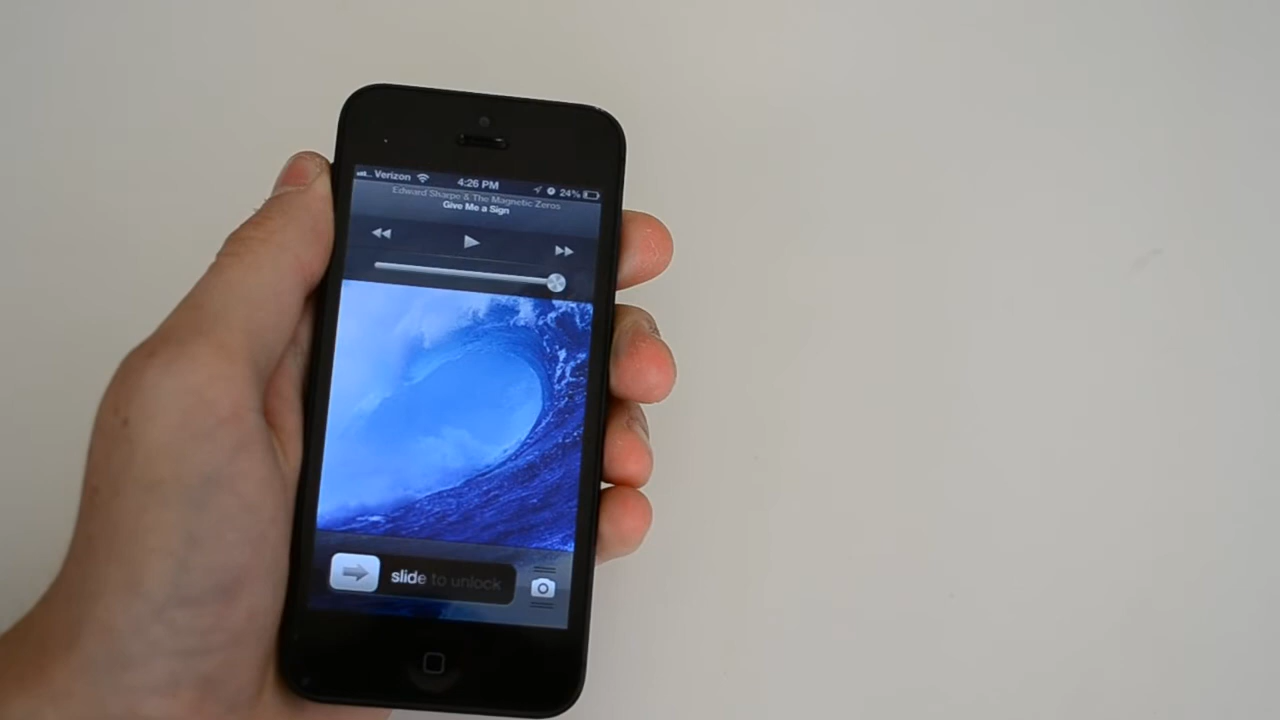 Verizon 4:26 PM 24%
Edward Sharpe & The Magnetic Zeros
Give Me a Sign
slide to unlock